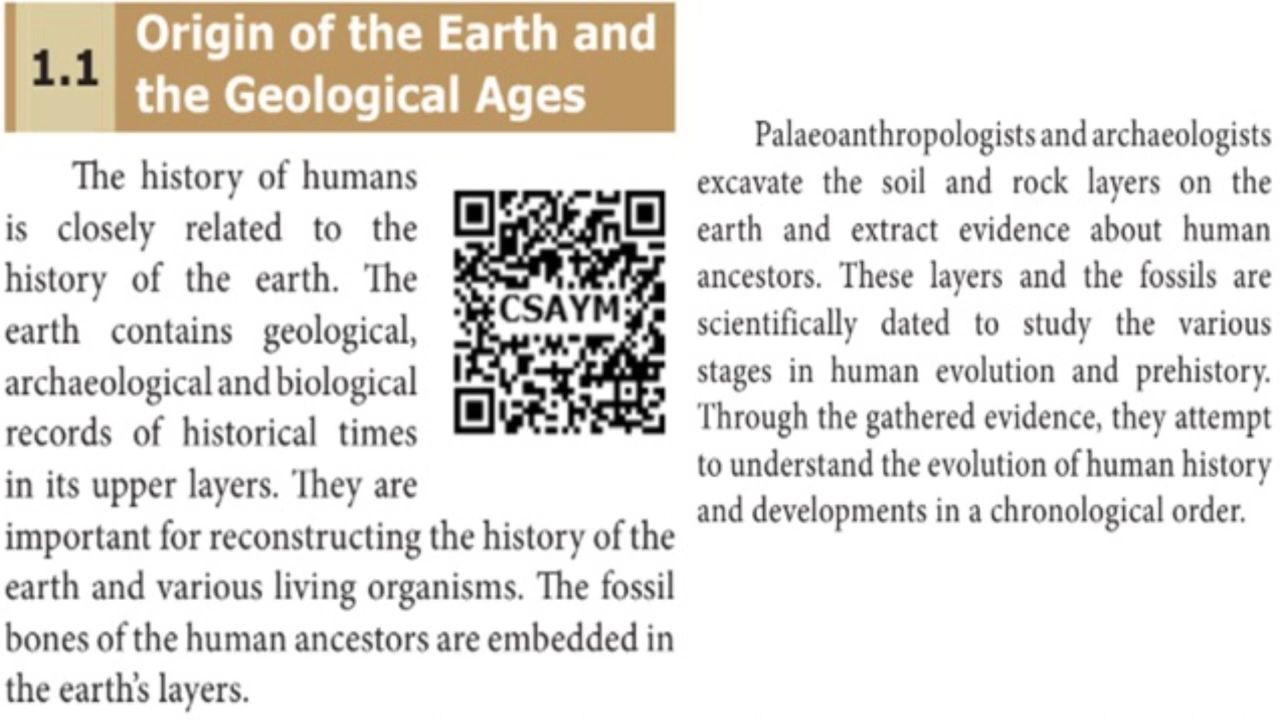 1.1
Origin of the Earth and
the Geological Ages
The history of humans
is closely related to the
history of the earth. The
earth contains geological,
archaeological and biological
records of historical times
in its upper layers. They are
important for reconstructing the history of the
earth and various living organisms. The fossil
bones of the human ancestors are embedded in
the earth's layers.
CSAYM
Palaeoanthropologists and archaeologists
excavate the soil and rock layers on the
earth and extract evidence about human
ancestors. These layers and the fossils are
scientifically dated to study the various
stages in human evolution and prehistory.
Through the gathered evidence, they attempt
to understand the evolution of human history
and developments in a chronological order.